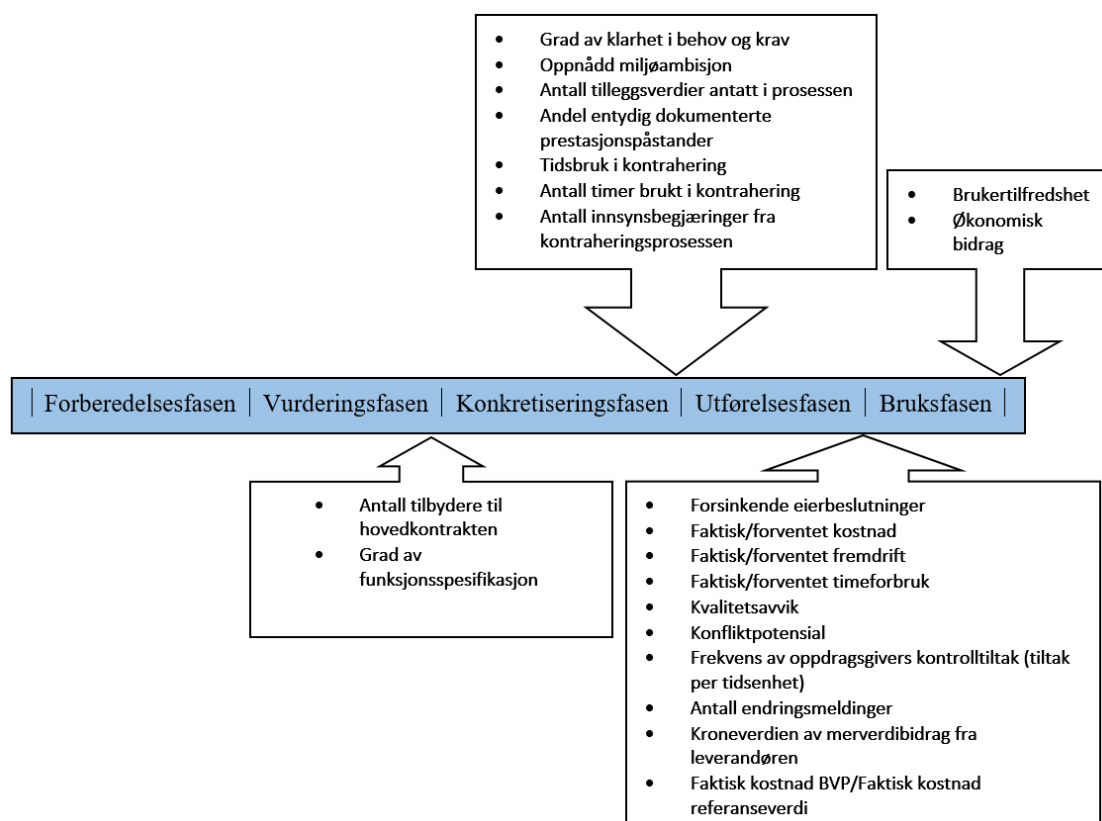 • Grad av klarhet i behov og krav
• Oppnådd miljøambisjon
• Antall tilleggsverdier antatt i prosessen
• Andel entydig dokumenterte
prestasjonspåstander
• Tidsbruk i kontrahering
• Antall timer brukt i kontrahering
• Antall innsynsbegjæringer fra
kontraheringsprosessen
• Brukertilfredshet
• Økonomisk
bidrag
| Forberedelsesfasen | Vurderingsfasen | Konkretiseringsfasen | Utførelsesfasen | Bruksfasen |
• Antall tilbydere til
hovedkontrakten
• Grad av
funksjonsspesifikasjon
• Forsinkende eierbeslutninger
• Faktisk/forventet kostnad
• Faktisk/forventet fremdrift
• Faktisk/forventet timeforbruk
• Kvalitetsavvik
• Konfliktpotensial
• Frekvens av oppdragsgivers kontrolltiltak (tiltak
per tidsenhet)
• Antall endringsmeldinger
• Kroneverdien av merverdibidrag fra
leverandøren
• Faktisk kostnad BVP/Faktisk kostnad
referanseverdi